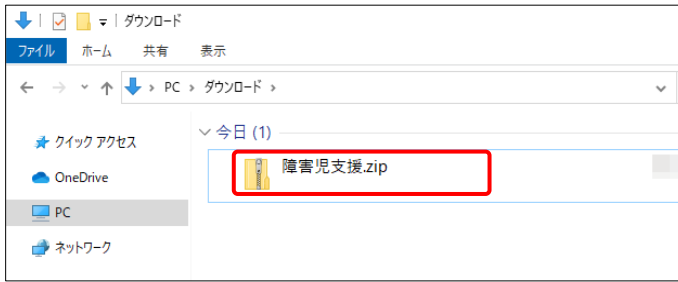 ダウンロード
ファイル ホーム 共有 表示
PC ダウンロード
クイック アクセス
OneDrive
PC
ネットワーク
今日 (1)
障害児支援.zip